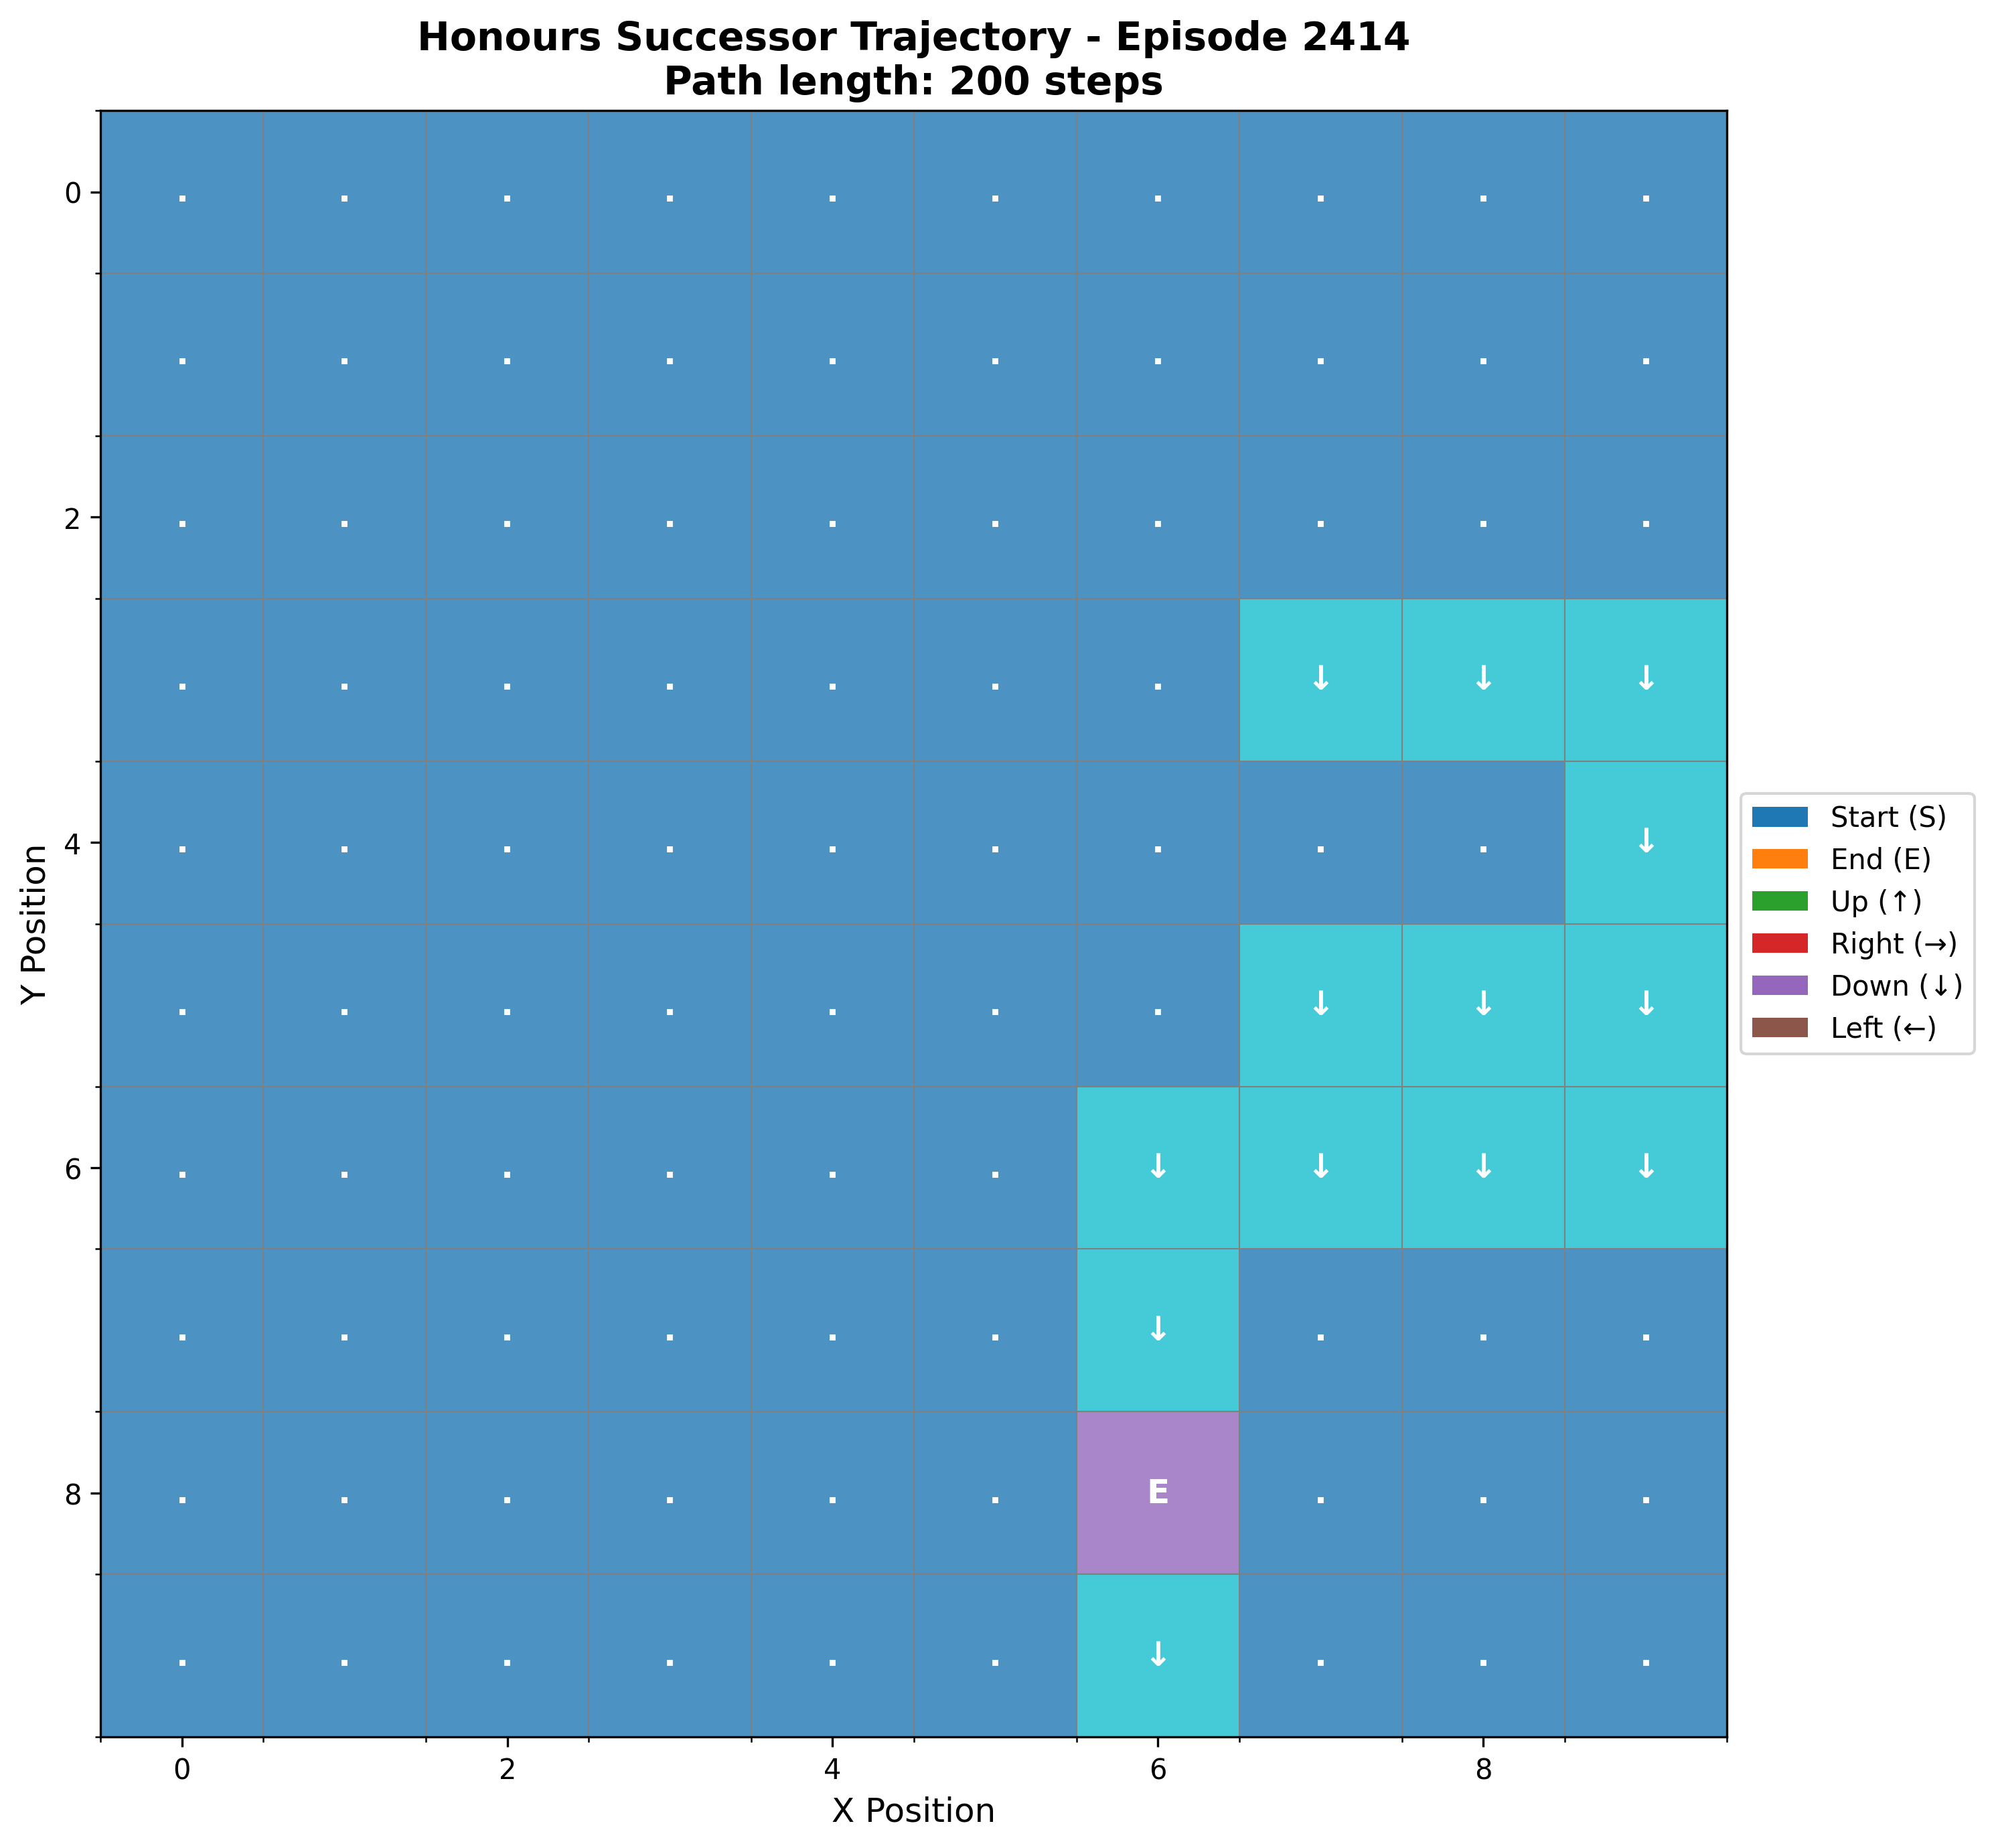 Honours Successor Trajectory - Episode 2414
Path length: 200 steps
0
. . . . . . . . . .
. . . . . . . . . .
2
. . . . . . . . . .
. . . . . . . ↓ ↓ ↓
4
. . . . . . . . . ↓
. . . . . . . ↓ ↓ ↓
6
. . . . . . ↓ ↓ ↓ ↓
. . . . . . ↓ . . .
8
. . . . . . E . . .
. . . . . . ↓ . . .
0 2 4 6 8
X Position
Y Position
Start (S)
End (E)
Up (↑)
Right (→)
Down (↓)
Left (←)